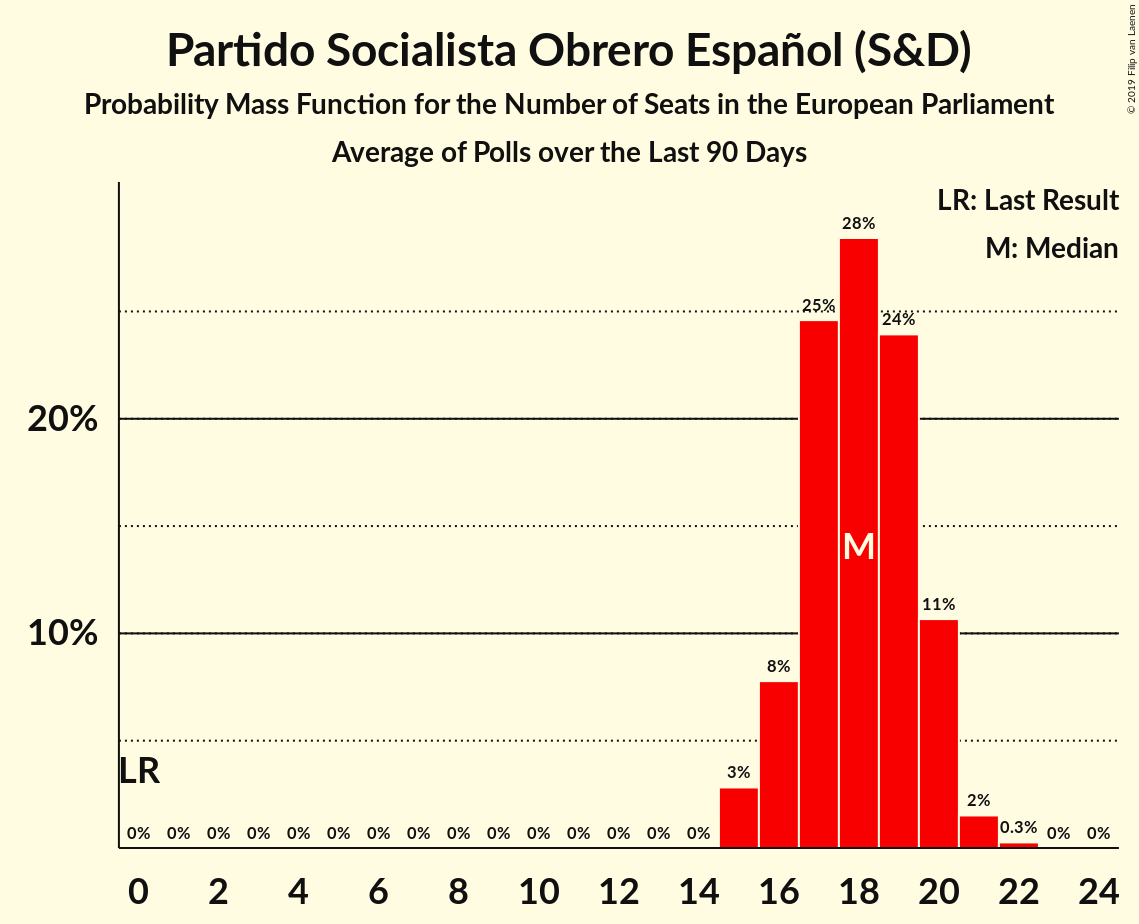 Partido Socialista Obrero Español (S&D)
Probability Mass Function for the Number of Seats in the European Parliament
Average of Polls over the Last 90 Days
© 2019 Filip van Laenen
LR: Last Result
M: Median
28%
25%
24%
20%
M
11%
10%
8%
LR
3%
2%
0% 0% 0% 0% 0% 0% 0% 0% 0% 0% 0% 0% 0% 0% 0% 0.3% 0% 0%
0 2 4 6 8 10 12 14 16 18 20 22 24